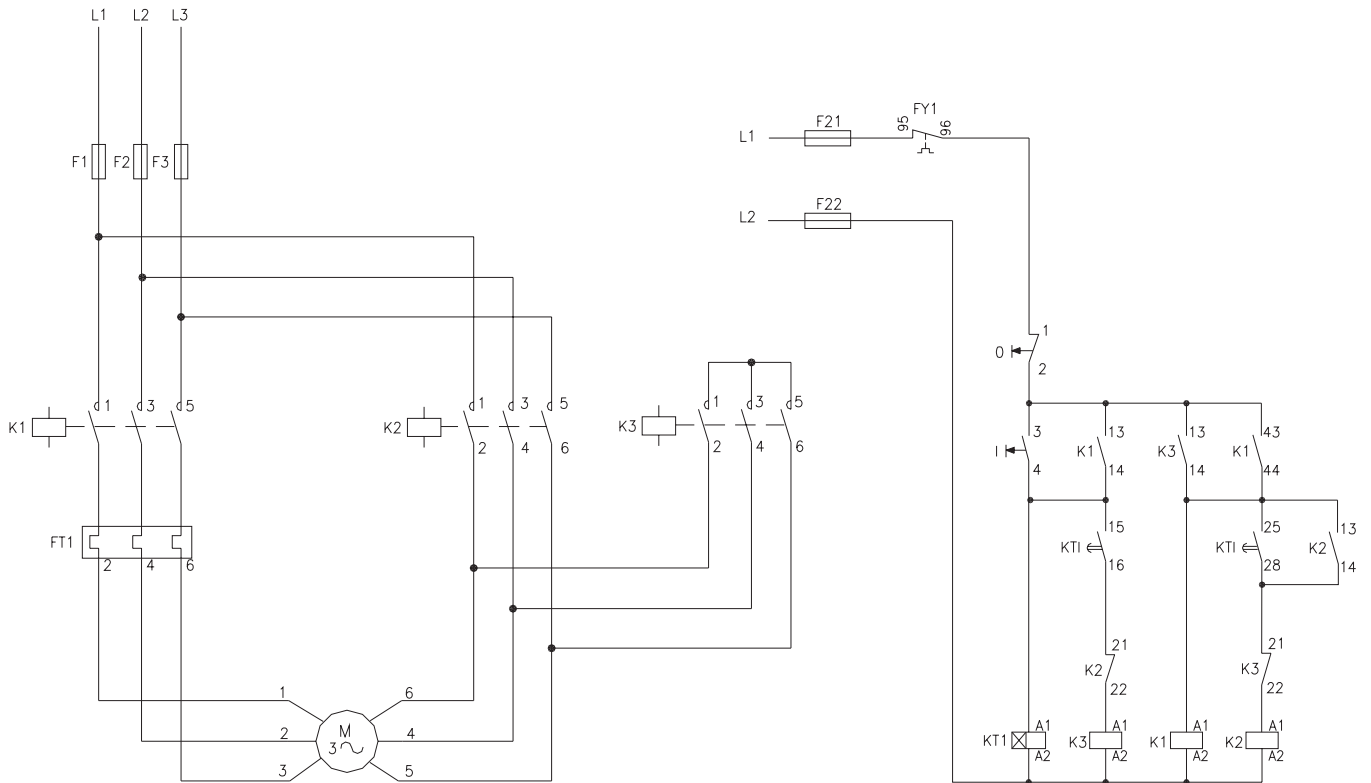 L1 L2 L3
F1 F2 F3
K1 1 3 5
FT1
2 4 6
K2 1 3 5
2 4 6
K3 1 3 5
2 4 6
1 6
2 4
3 5
M
3
L1 F21 95 FY1 96
L2 F22
O 1
2
I 3
4
K1 13
14
K3 13
14
K1 43
44
KTI 15
16
KTI 25
28
K2 13
14
K2 21
22
K3 21
22
KT1 A1
A2
K3 A1
A2
K1 A1
A2
K2 A1
A2